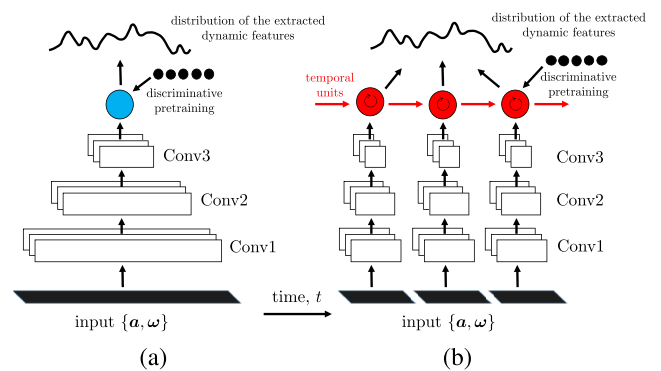 distribution of the extracted
dynamic features
discriminative
pretraining
Conv3
Conv2
Conv1
input {a, ω}
(a)
time, t
distribution of the extracted
dynamic features
temporal
units
discriminative
pretraining
Conv3
Conv2
Conv1
input {a, ω}
(b)